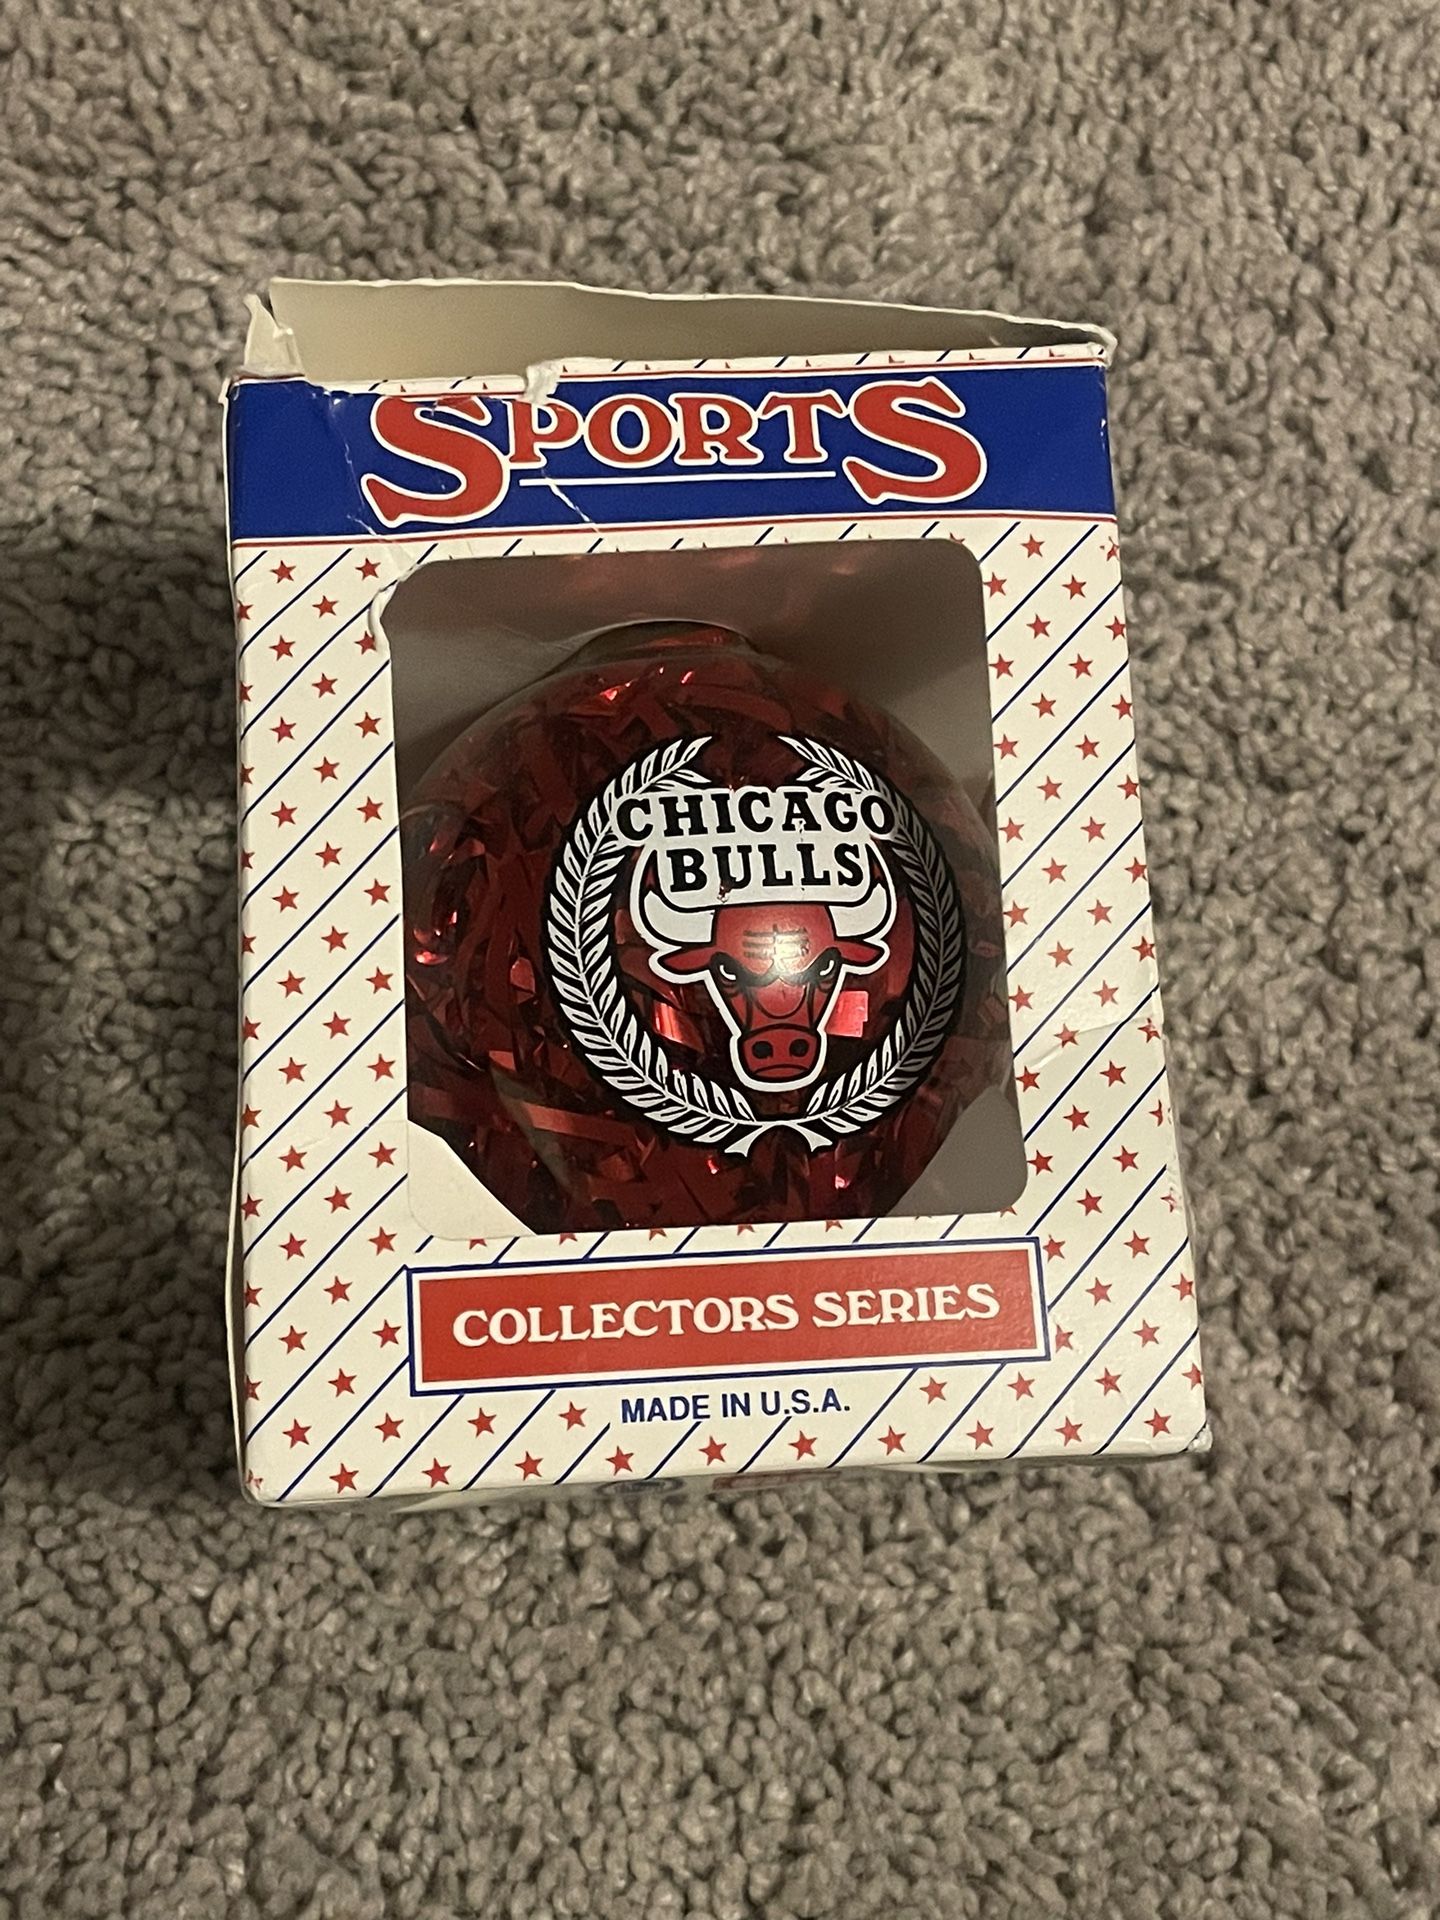 SPORTS
CHICAGO
BULLS
COLLECTORS SERIES
MADE IN U.S.A.